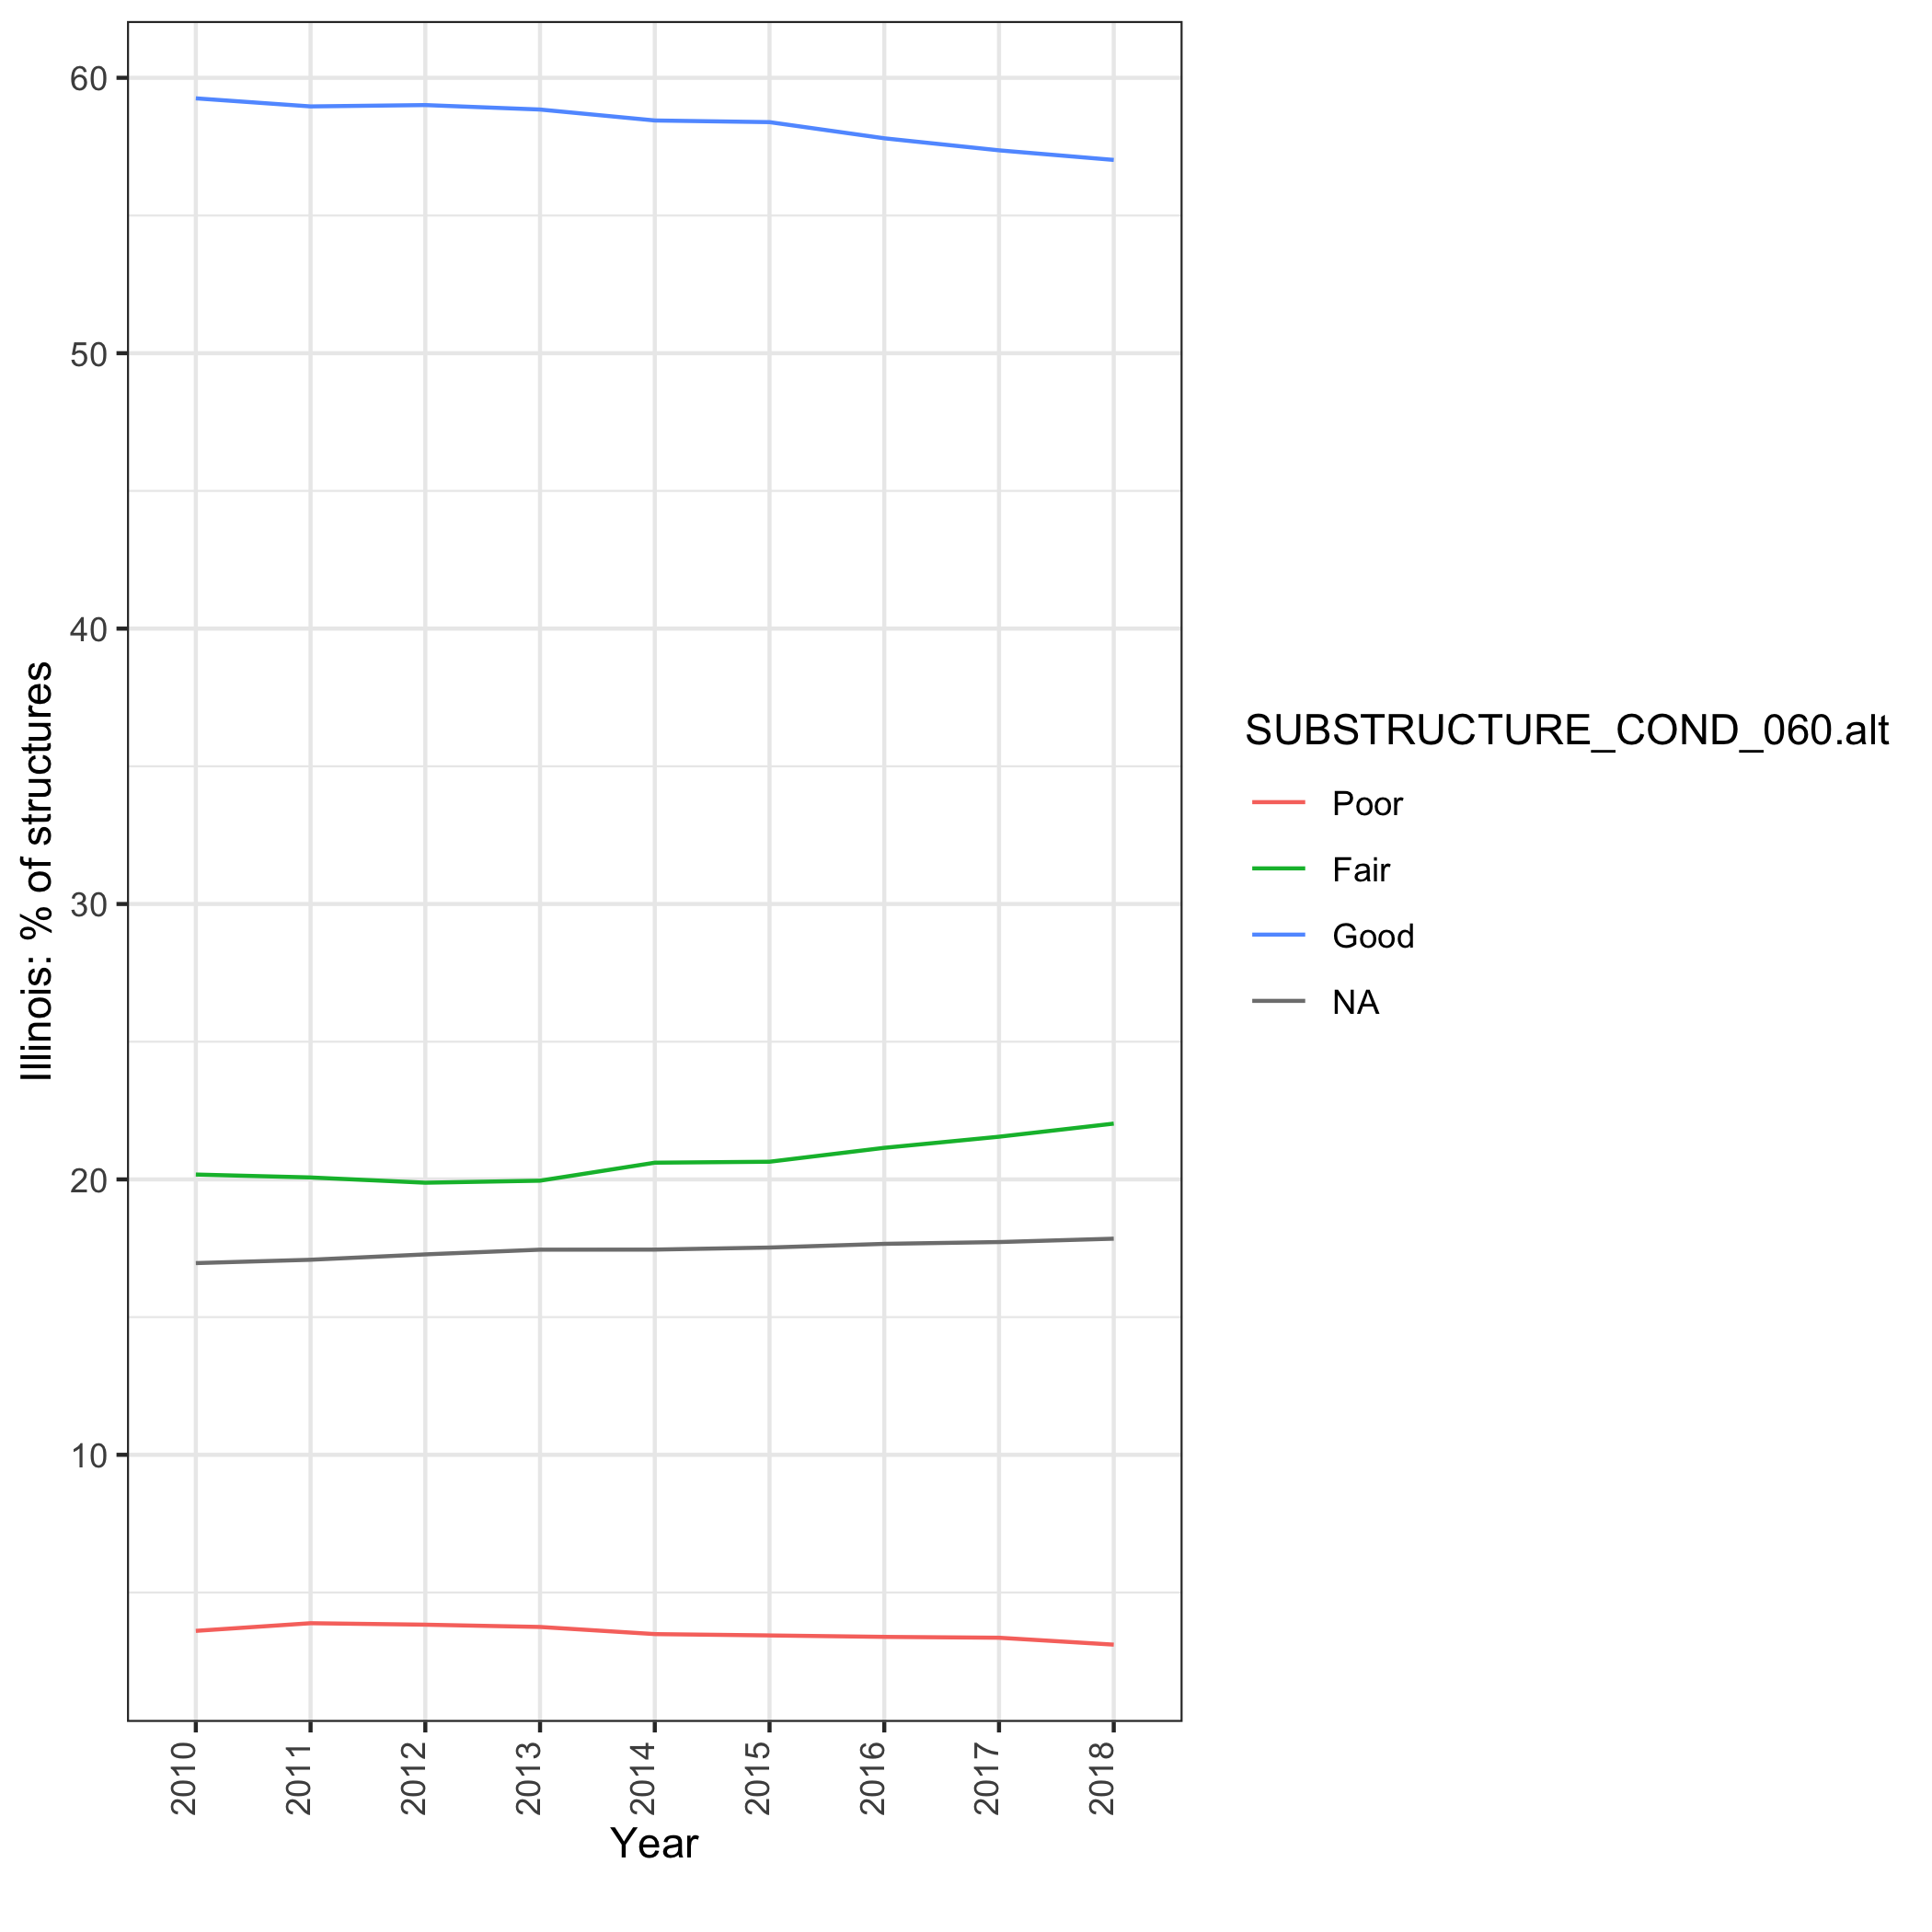 Illinois: % of structures
60
50
40
30
20
10
2010
2011
2012
2013
2014
2015
2016
2017
2018
Year
SUBSTRUCTURE_COND_060.alt
Poor
Fair
Good
NA